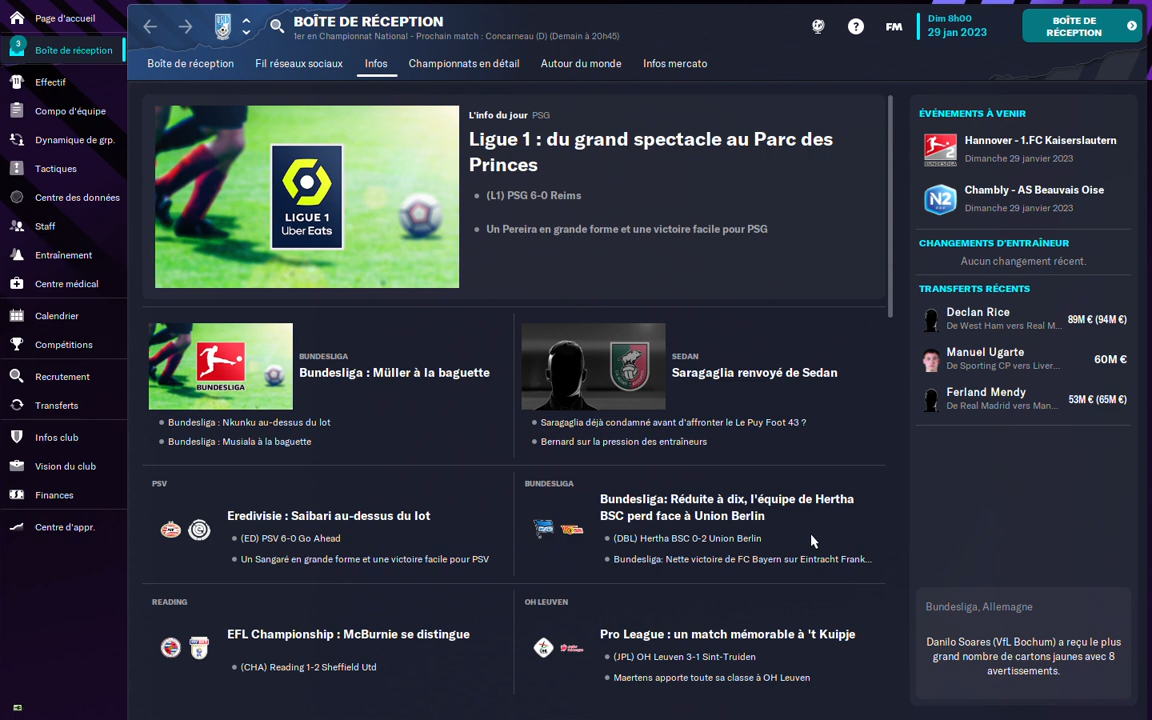 Page d'accueil
3
Boîte de réception
Effectif
Compo d'équipe
Dynamique de grp.
Tactiques
Centre des données
Staff
Entraînement
Centre médical
Calendrier
Compétitions
Recrutement
Transferts
Infos club
Vision du club
Finances
Centre d'appr.
BOÎTE DE RÉCEPTION
1er en Championnat National - Prochain match : Concarneau (D) (Demain à 20h45)
FM
Dim 8h00
29 jan 2023
BOÎTE DE
RÉCEPTION
Boîte de réception
Fil réseaux sociaux
Infos
Championnats en détail
Autour du monde
Infos mercato
LIGUE 1
Uber Eats
L'info du jour PSG
Ligue 1 : du grand spectacle au Parc des
Princes
(L1) PSG 6-0 Reims
Un Pereira en grande forme et une victoire facile pour PSG
BUNDESLIGA
BUNDESLIGA
Bundesliga : Müller à la baguette
Bundesliga : Nkunku au-dessus du lot
Bundesliga : Musiala à la baguette
SEDAN
Saragaglia renvoyé de Sedan
Saragaglia déjà condamné avant d'affronter le Le Puy Foot 43 ?
Bernard sur la pression des entraîneurs
PSV
Eredivisie : Saibari au-dessus du lot
(ED) PSV 6-0 Go Ahead
Un Sangaré en grande forme et une victoire facile pour PSV
BUNDESLIGA
Bundesliga: Réduite à dix, l'équipe de Hertha
BSC perd face à Union Berlin
(DBL) Hertha BSC 0-2 Union Berlin
Bundesliga: Nette victoire de FC Bayern sur Eintracht Frank...
READING
EFL Championship : McBurnie se distingue
(CHA) Reading 1-2 Sheffield Utd
OH LEUVEN
Pro League : un match mémorable à 't Kuipje
(JPL) OH Leuven 3-1 Sint-Truiden
Maertens apporte toute sa classe à OH Leuven
ÉVÉNEMENTS À VENIR
Hannover - 1.FC Kaiserslautern
Dimanche 29 janvier 2023
N2
Chambly - AS Beauvais Oise
Dimanche 29 janvier 2023
CHANGEMENTS D'ENTRAÎNEUR
Aucun changement récent.
TRANSFERTS RÉCENTS
Declan Rice
De West Ham vers Real M...
89M € (94M €)
Manuel Ugarte
De Sporting CP vers Liver...
60M €
Ferland Mendy
De Real Madrid vers Man...
53M € (65M €)
Bundesliga, Allemagne
Danilo Soares (VfL Bochum) a reçu le plus
grand nombre de cartons jaunes avec 8
avertissements.